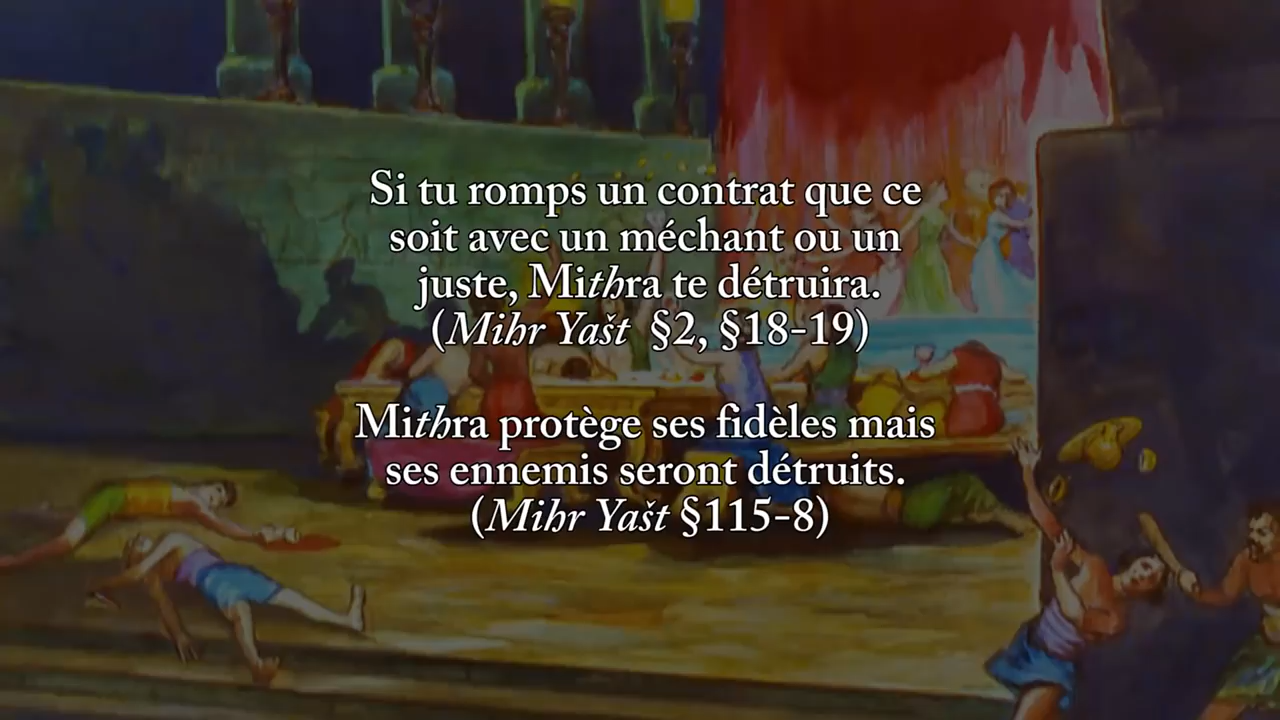 Si tu romps un contrat que ce
soit avec un méchant ou un
juste, Mithra te détruira.
(Mihr Yašt §2, §18-19)
Mithra protège ses fidèles mais
ses ennemis seront détruits.
(Mihr Yašt §115-8)